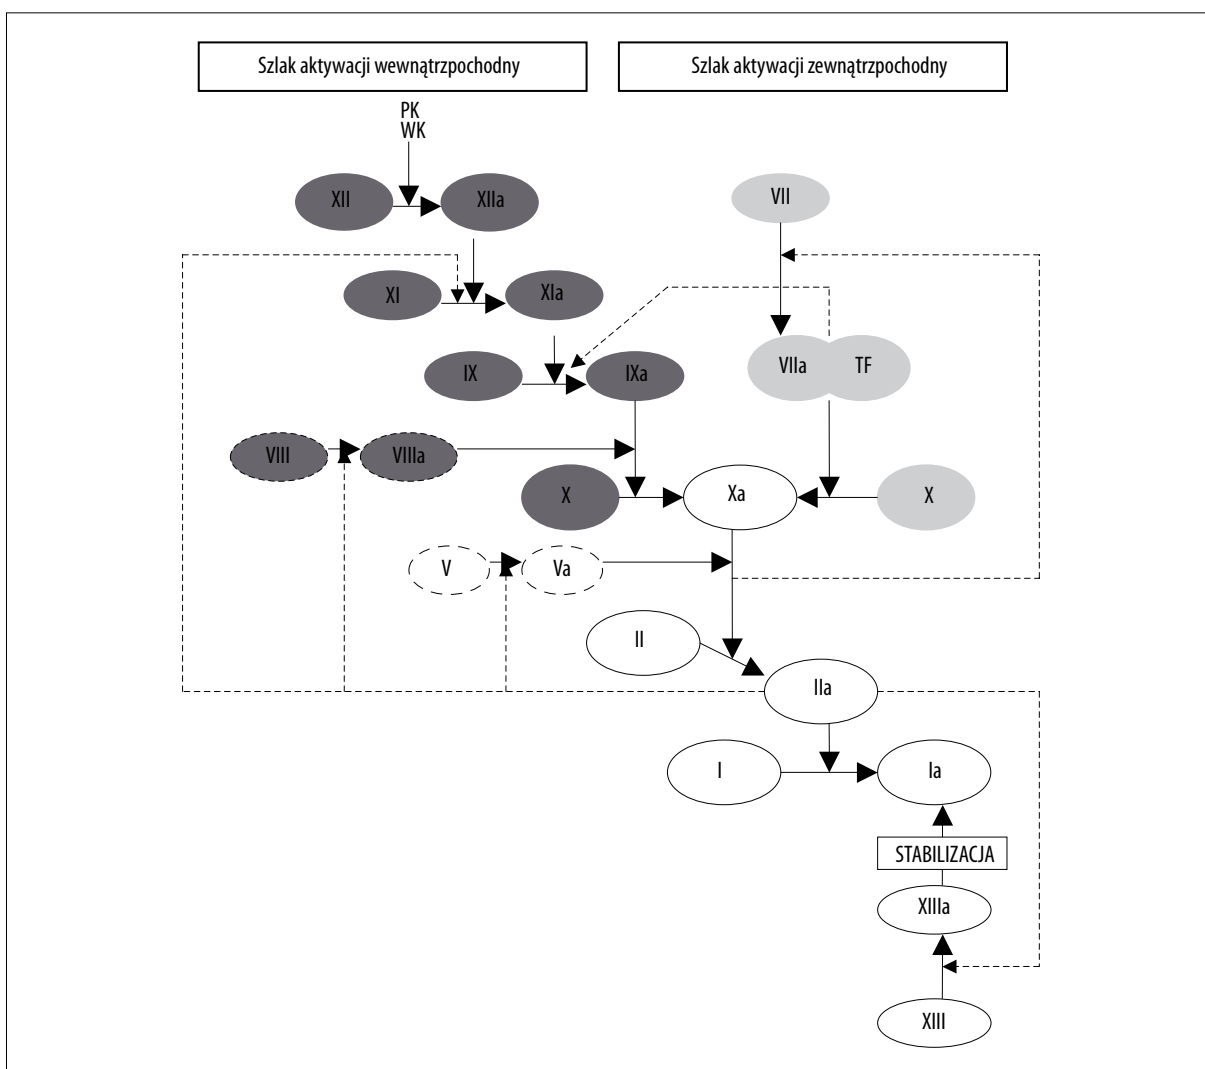 Szlak aktywacji wewnątrzpochodny
Szlak aktywacji zewnątrzpochodny
PK
WK
XII
XIIa
VII
XI
XIa
IX
IXa
VIIa
TF
VIII
VIIIa
X
Xa
X
V
Va
II
IIa
I
Ia
STABILIZACJA
XIIIa
XIII